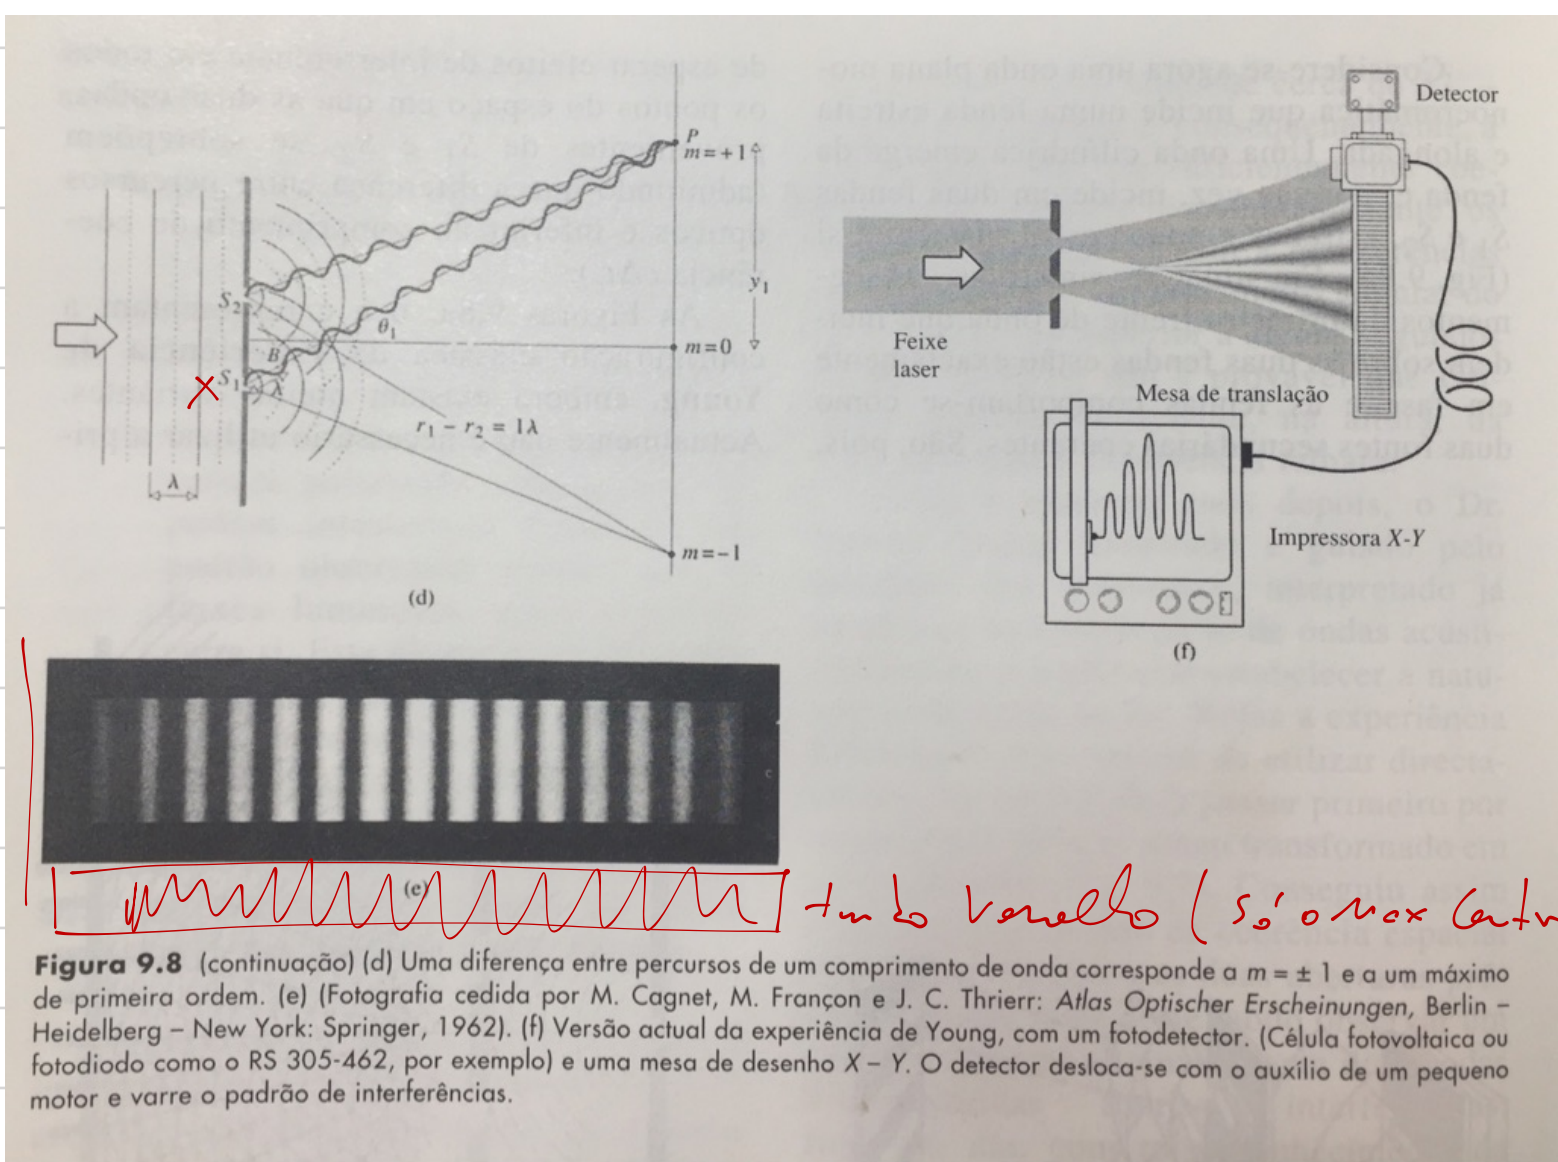 P
m = + 1
S₂
θ₁
y₁
m = 0
B
S₁
A
r₁ − r₂ = 1λ
λ
m = − 1
(d)
Detector
Feixe
laser
Mesa de translação
Impressora X-Y
(f)
(e)
tudo vermelho (só o max centr
Figura 9.8 (continuação) (d) Uma diferença entre percursos de um comprimento de onda corresponde a m = ± 1 e a um máximo
de primeira ordem. (e) (Fotografia cedida por M. Cagnet, M. Françon e J. C. Thrierr: Atlas Optischer Erscheinungen, Berlin –
Heidelberg – New York: Springer, 1962). (f) Versão actual da experiência de Young, com um fotodetector. (Célula fotovoltaica ou
fotodiodo como o RS 305-462, por exemplo) e uma mesa de desenho X – Y. O detector desloca-se com o auxílio de um pequeno
motor e varre o padrão de interferências.